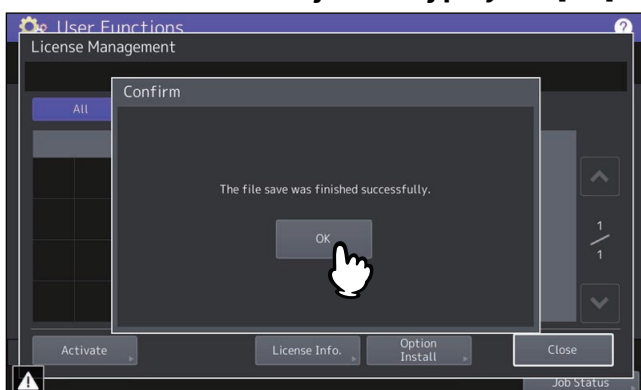 User Functions
?
License Management
Confirm
All
The file save was finished successfully.
OK
1
1
Activate
License Info.
Option
Install
Close
Job Status